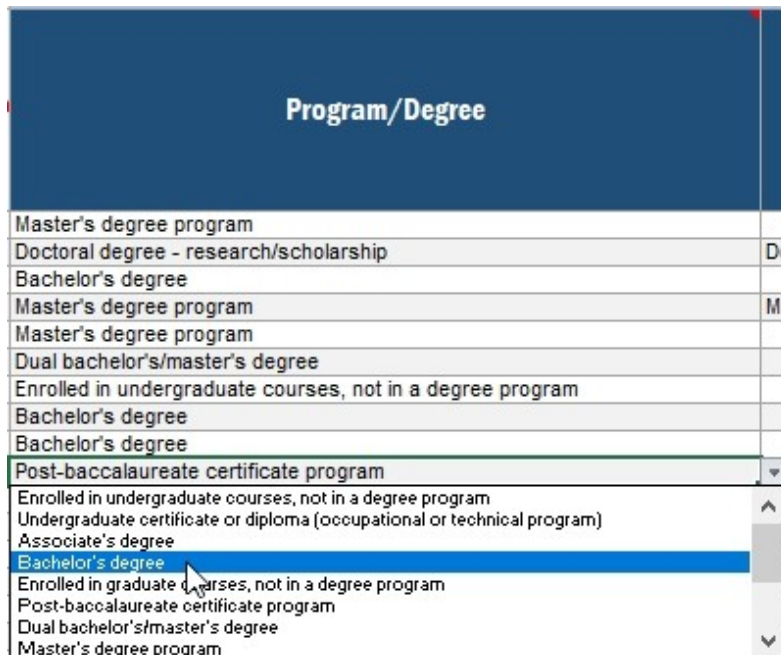 Program/Degree
Master's degree program
Doctoral degree - research/scholarship
Bachelor's degree
Master's degree program
Master's degree program
Dual bachelor's/master's degree
Enrolled in undergraduate courses, not in a degree program
Bachelor's degree
Bachelor's degree
Post-baccalaureate certificate program
Enrolled in undergraduate courses, not in a degree program
Undergraduate certificate or diploma (occupational or technical program)
Associate's degree
Bachelor's degree
Enrolled in graduate courses, not in a degree program
Post-baccalaureate certificate program
Dual bachelor's/master's degree
Master's degree program